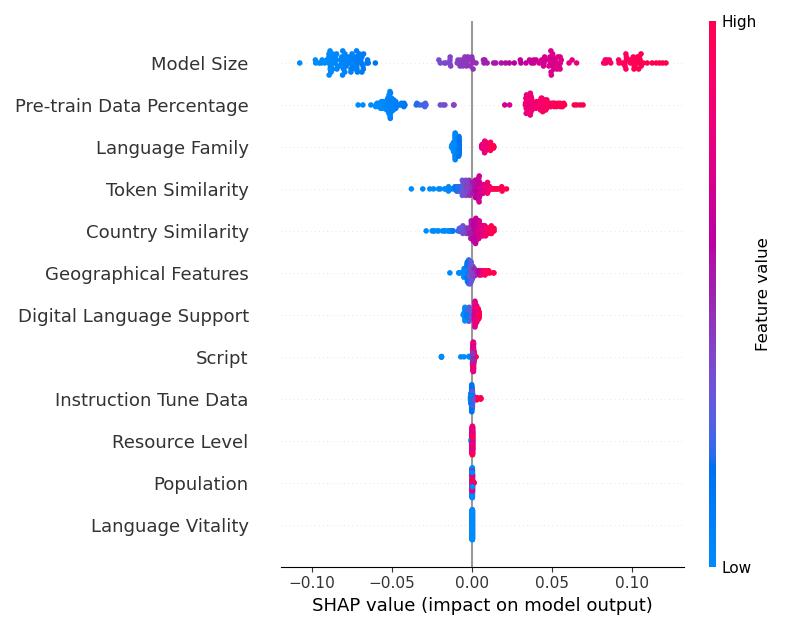 High
Model Size
Pre-train Data Percentage
Language Family
Token Similarity
Country Similarity
Geographical Features
Digital Language Support
Script
Instruction Tune Data
Resource Level
Population
Language Vitality
Feature value
Low
−0.10 −0.05 0.00 0.05 0.10
SHAP value (impact on model output)